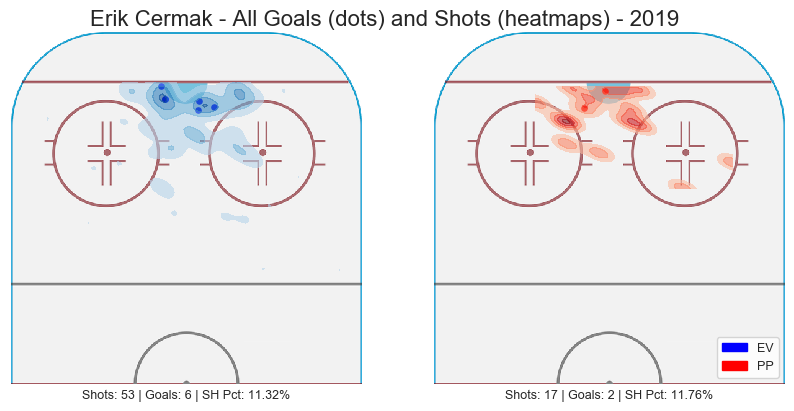 Erik Cermak - All Goals (dots) and Shots (heatmaps) - 2019
EV
PP
Shots: 53 | Goals: 6 | SH Pct: 11.32%
Shots: 17 | Goals: 2 | SH Pct: 11.76%